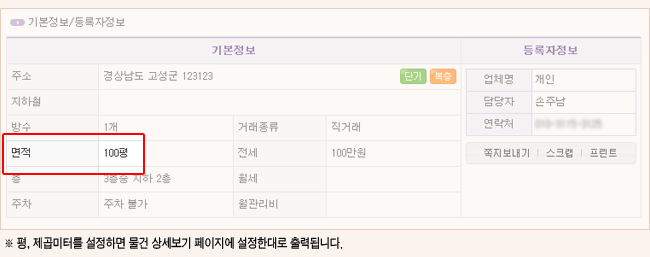 기본정보/등록자정보
기본정보
등록자정보
주소 경상남도 고성군 123123 단기 복층
지하철
방수 1개 거래종류 직거래
면적 100평 전세 100만원
층 3층중 지하 2층 월세
주차 주차 불가 월관리비
업체명 개인
담당자 손주남
연락처
쪽지보내기 | 스크랩 | 프린트
※ 평, 제곱미터를 설정하면 물건 상세보기 페이지에 설정한대로 출력됩니다.